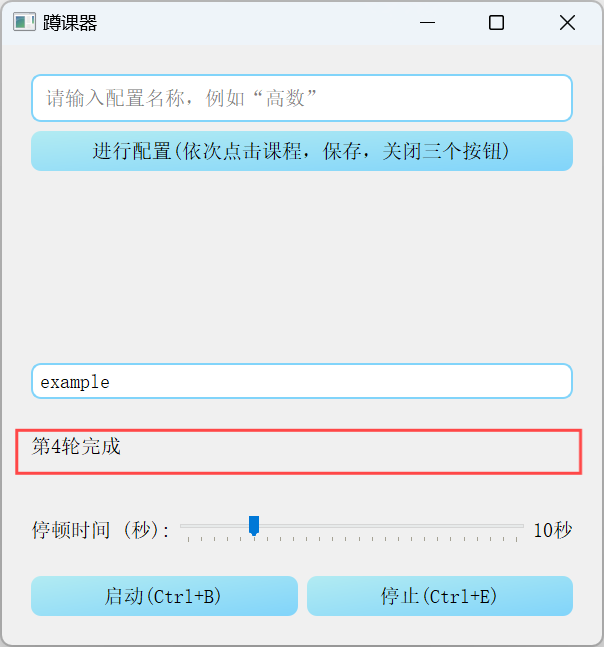 蹲课器
请输入配置名称，例如“高数”
进行配置(依次点击课程，保存，关闭三个按钮)
example
第4轮完成
停顿时间 (秒): 10秒
启动(Ctrl+B) 停止(Ctrl+E)